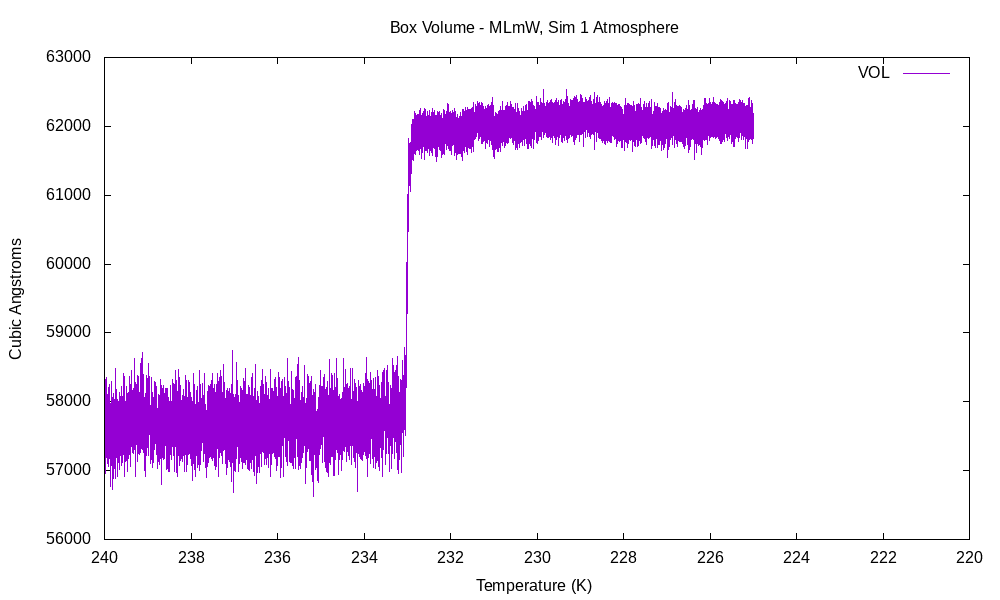 Box Volume - MLmW, Sim 1 Atmosphere
VOL
63000
62000
61000
60000
59000
58000
57000
56000
Cubic Angstroms
240 238 236 234 232 230 228 226 224 222 220
Temperature (K)